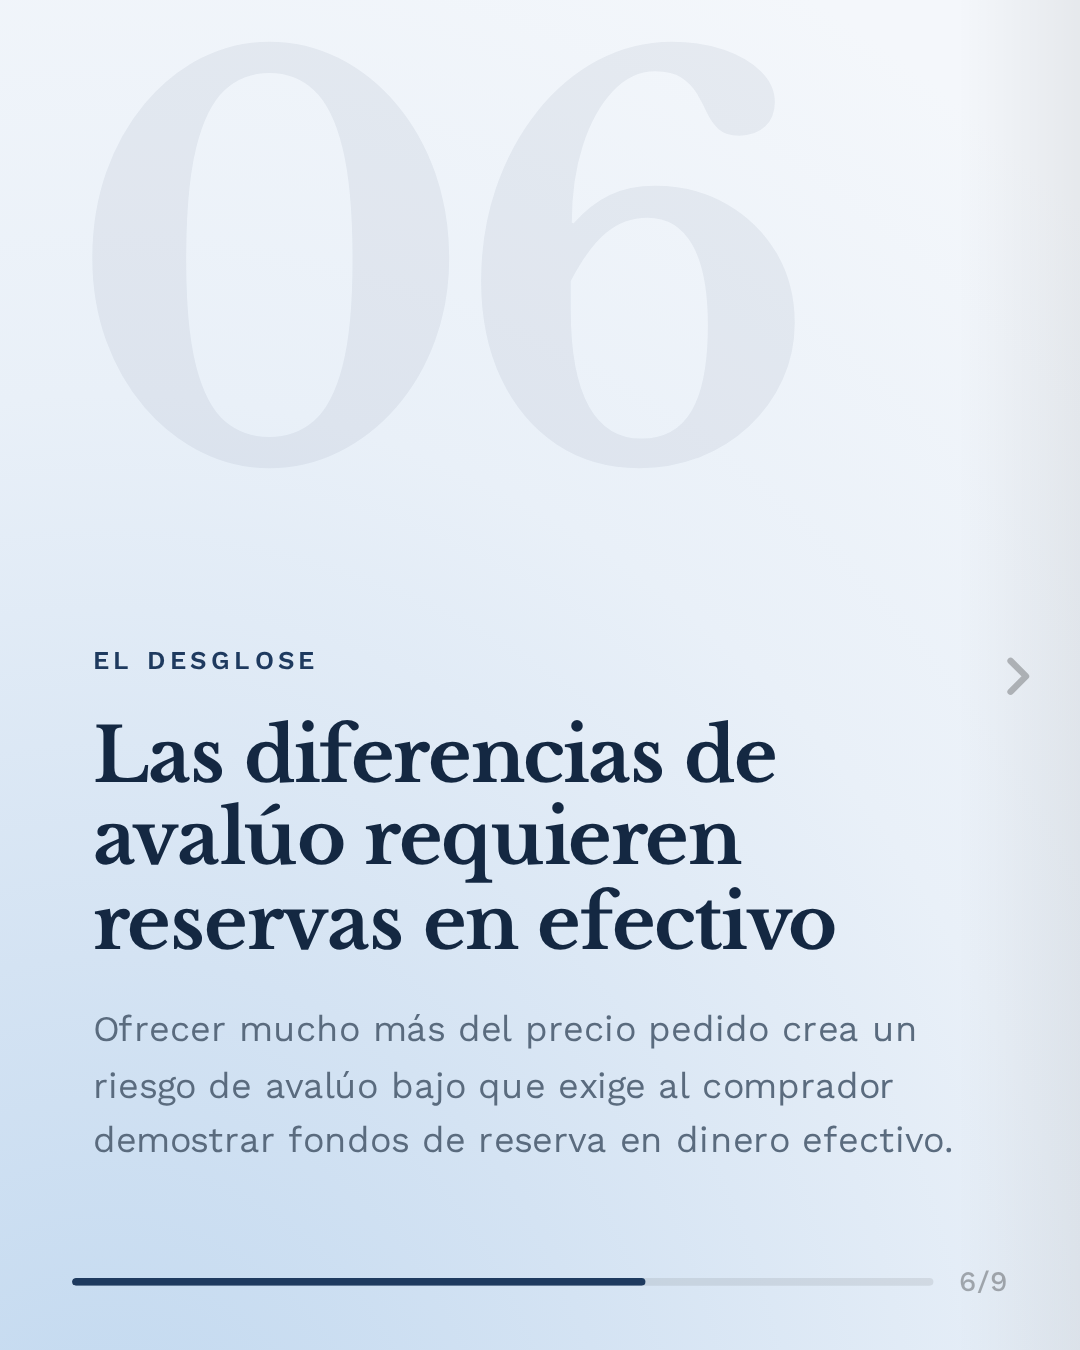 06
EL DESGLOSE
Las diferencias de
avalúo requieren
reservas en efectivo
Ofrecer mucho más del precio pedido crea un
riesgo de avalúo bajo que exige al comprador
demostrar fondos de reserva en dinero efectivo.
6/9